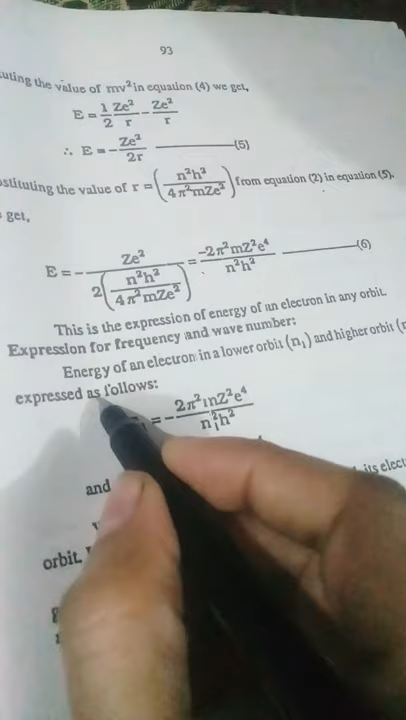 93
tuting the value of mv² in equation (4) we get,
E = 1/2 Ze²/r − Ze²/r
∴ E = − Ze²/2r ———(5)
ostituting the value of r = (n²h²/4π²mZe²) from equation (2) in equation (5).
get,
E = − Ze²/2(n²h²/4π²mZe²) = −2π²mZ²e⁴/n²h² ———(6)
This is the expression of energy of an electron in any orbit.
Expression for frequency and wave number:
Energy of an electron in a lower orbit (n₁) and higher orbit (n
expressed as follows:
= − 2π²mZ²e⁴/n₁²h²
and
its elect
orbit.